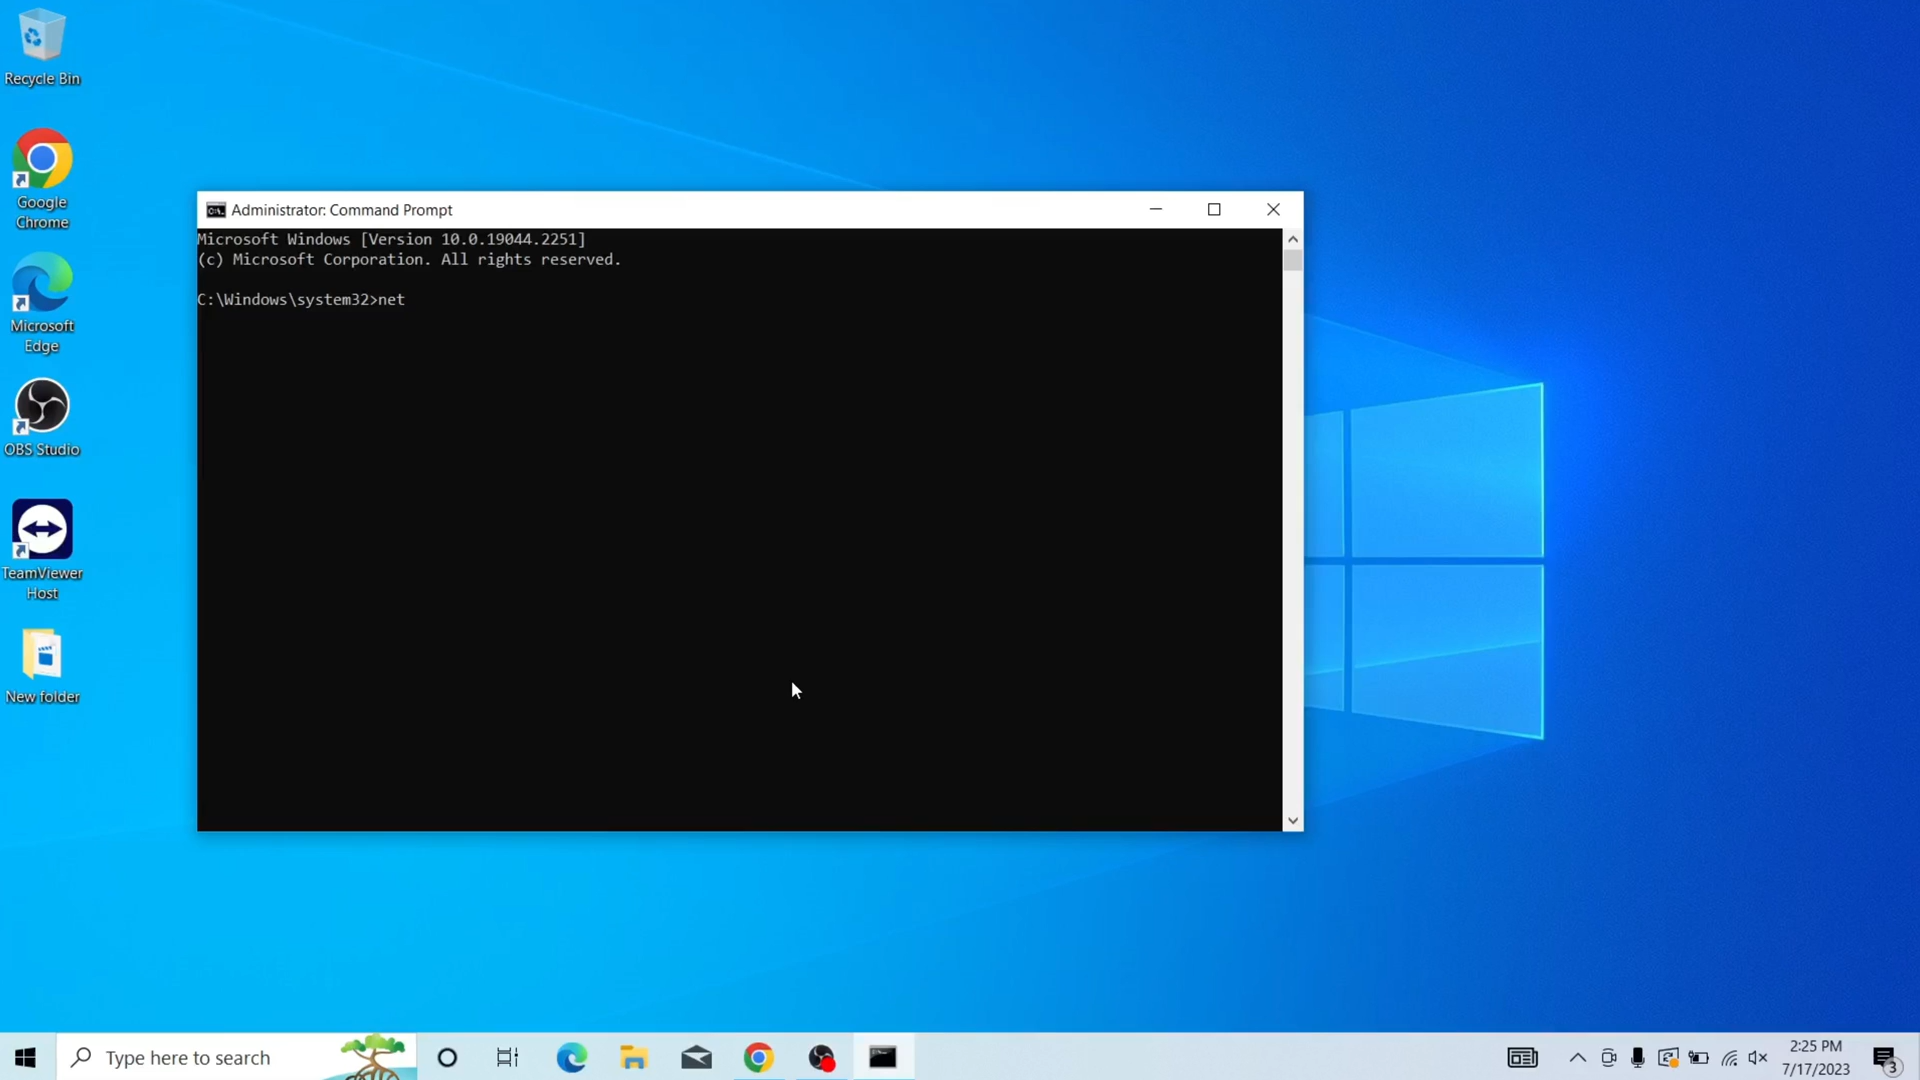 Recycle Bin
Google
Chrome
Microsoft
Edge
OBS Studio
TeamViewer
Host
New folder
Administrator: Command Prompt
Microsoft Windows [Version 10.0.19044.2251]
(c) Microsoft Corporation. All rights reserved.
C:\Windows\system32>net
Type here to search
2:25 PM
7/17/2023
3